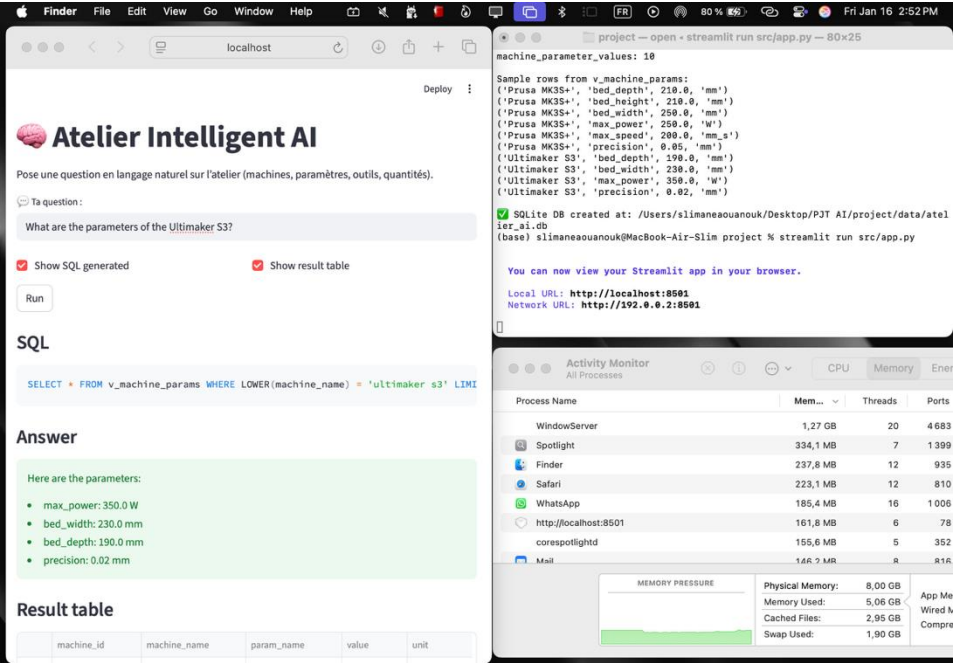 Finder File Edit View Go Window Help FR 80 % Fri Jan 16 2:52 PM
localhost
Deploy
Atelier Intelligent AI
Pose une question en langage naturel sur l'atelier (machines, paramètres, outils, quantités).
Ta question :
What are the parameters of the Ultimaker S3?
Show SQL generated Show result table
Run
SQL
SELECT * FROM v_machine_params WHERE LOWER(machine_name) = 'ultimaker s3' LIMI
Answer
Here are the parameters:
max_power: 350.0 W
bed_width: 230.0 mm
bed_depth: 190.0 mm
precision: 0.02 mm
Result table
machine_id machine_name param_name value unit
project — open • streamlit run src/app.py — 80×25
machine_parameter_values: 10
Sample rows from v_machine_params:
('Prusa MK3S+', 'bed_depth', 210.0, 'mm')
('Prusa MK3S+', 'bed_height', 210.0, 'mm')
('Prusa MK3S+', 'bed_width', 250.0, 'mm')
('Prusa MK3S+', 'max_power', 250.0, 'W')
('Prusa MK3S+', 'max_speed', 200.0, 'mm_s')
('Prusa MK3S+', 'precision', 0.05, 'mm')
('Ultimaker S3', 'bed_depth', 190.0, 'mm')
('Ultimaker S3', 'bed_width', 230.0, 'mm')
('Ultimaker S3', 'max_power', 350.0, 'W')
('Ultimaker S3', 'precision', 0.02, 'mm')
SQLite DB created at: /Users/slimaneaouanouk/Desktop/PJT AI/project/data/atel
ier_ai.db
(base) slimaneaouanouk@MacBook-Air-Slim project % streamlit run src/app.py
You can now view your Streamlit app in your browser.
Local URL: http://localhost:8501
Network URL: http://192.0.0.2:8501
Activity Monitor
All Processes
CPU Memory Ener
Process Name Mem... Threads Ports
WindowServer 1,27 GB 20 4 683
Spotlight 334,1 MB 7 1 399
Finder 237,8 MB 12 935
Safari 223,1 MB 12 810
WhatsApp 185,4 MB 16 1 006
http://localhost:8501 161,8 MB 6 78
corespotlightd 155,6 MB 5 352
Mail 146,2 MB 8 816
MEMORY PRESSURE
Physical Memory: 8,00 GB
Memory Used: 5,06 GB
Cached Files: 2,95 GB
Swap Used: 1,90 GB
App Me
Wired M
Compre